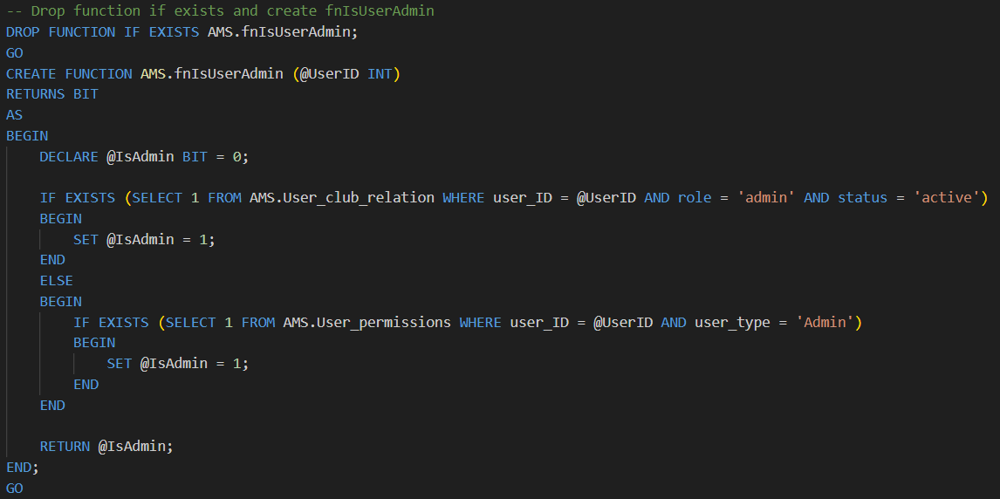 -- Drop function if exists and create fnIsUserAdmin
DROP FUNCTION IF EXISTS AMS.fnIsUserAdmin;
GO
CREATE FUNCTION AMS.fnIsUserAdmin (@UserID INT)
RETURNS BIT
AS
BEGIN
    DECLARE @IsAdmin BIT = 0;

    IF EXISTS (SELECT 1 FROM AMS.User_club_relation WHERE user_ID = @UserID AND role = 'admin' AND status = 'active')
    BEGIN
        SET @IsAdmin = 1;
    END
    ELSE
    BEGIN
        IF EXISTS (SELECT 1 FROM AMS.User_permissions WHERE user_ID = @UserID AND user_type = 'Admin')
        BEGIN
            SET @IsAdmin = 1;
        END
    END

    RETURN @IsAdmin;
END;
GO